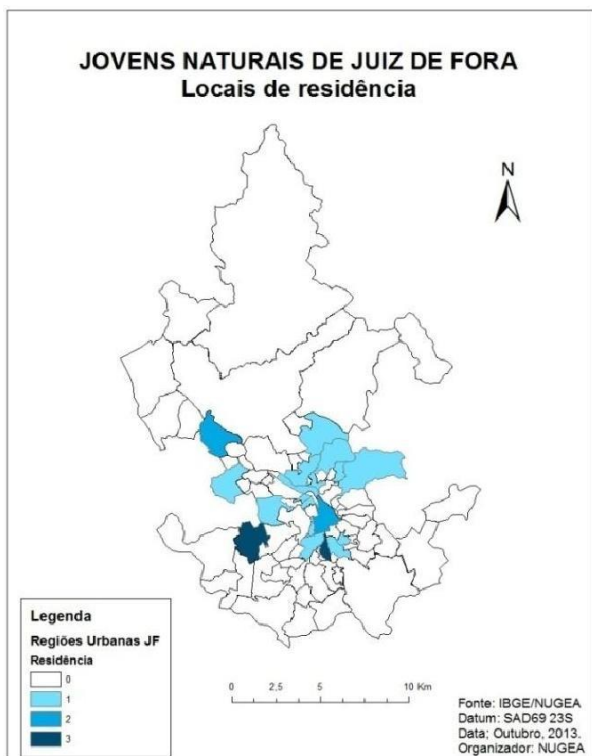 JOVENS NATURAIS DE JUIZ DE FORA
Locais de residência
N
Legenda
Regiões Urbanas JF
Residência
0
1
2
3
0 2,5 5 10 Km
Fonte: IBGE/NUGEA
Datum: SAD69 23S
Data; Outubro, 2013.
Organizador: NUGEA